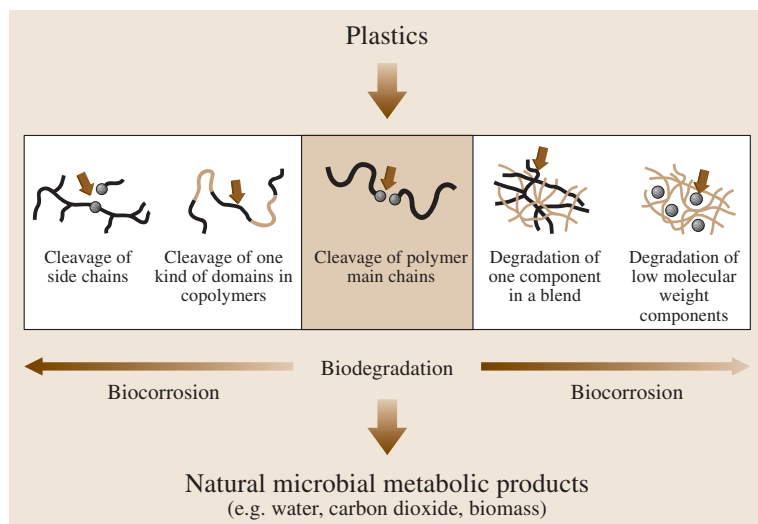 Plastics
Cleavage of
side chains
Cleavage of one
kind of domains in
copolymers
Cleavage of polymer
main chains
Degradation of
one component
in a blend
Degradation of
low molecular
weight
components
Biocorrosion
Biodegradation
Biocorrosion
Natural microbial metabolic products
(e.g. water, carbon dioxide, biomass)